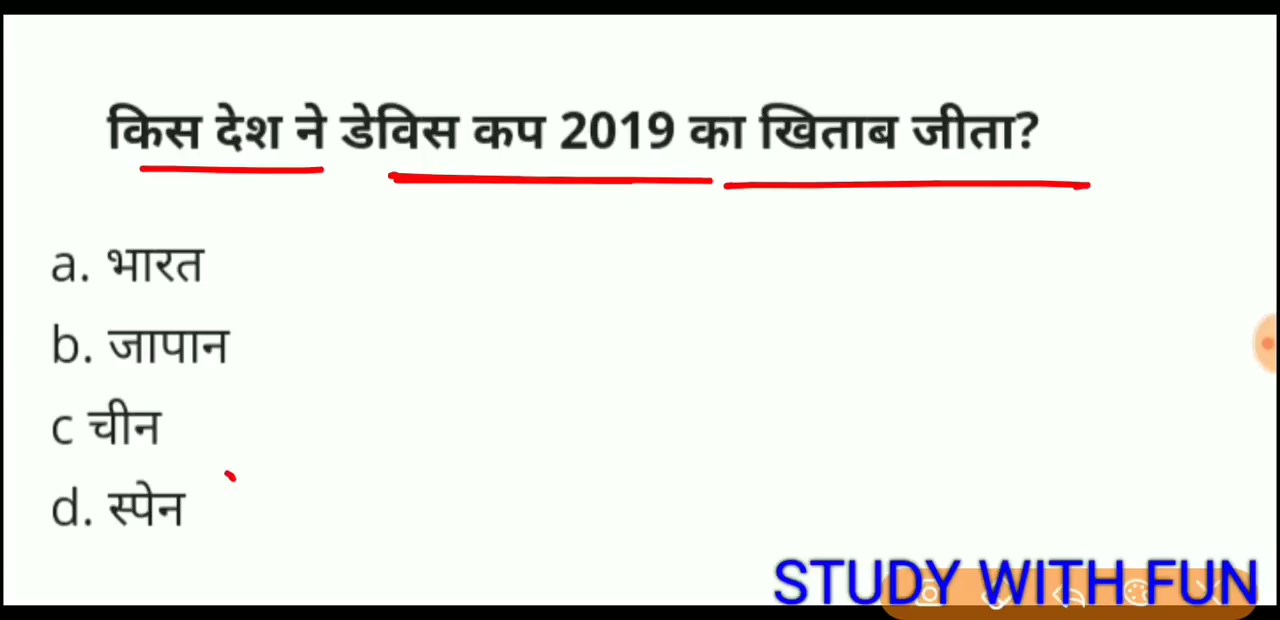 किस देश ने डेविस कप 2019 का खिताब जीता?
a. भारत
b. जापान
c चीन
d. स्पेन
STUDY WITH FUN